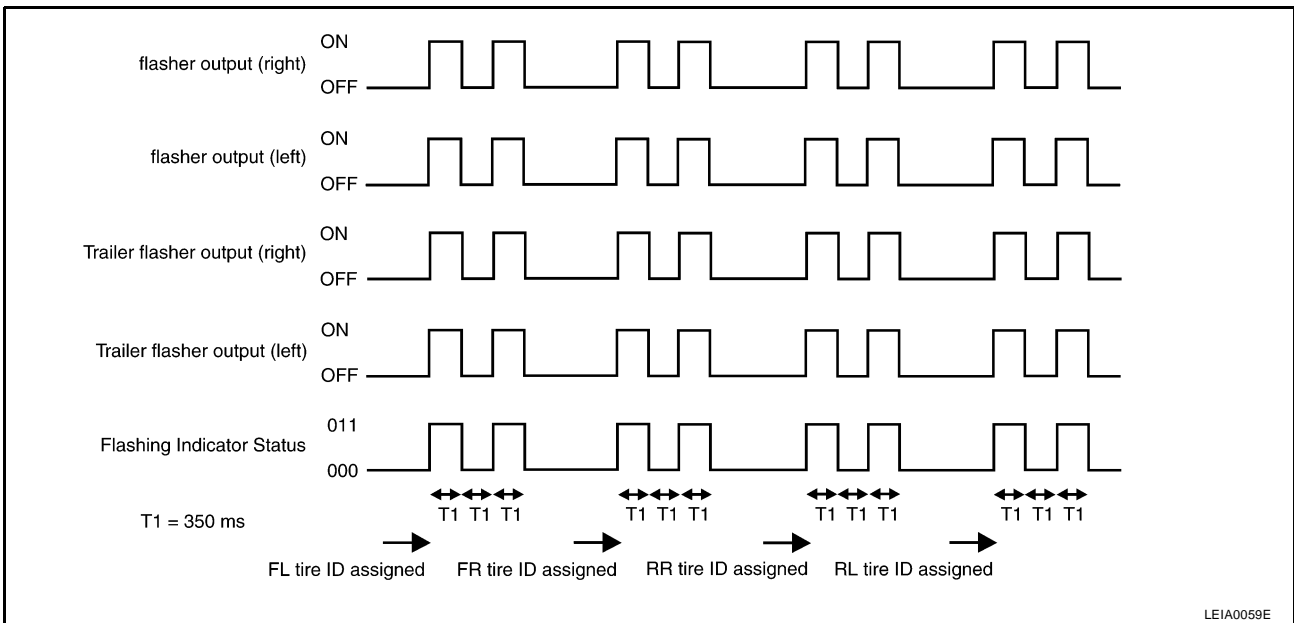 ON
flasher output (right)
OFF
ON
flasher output (left)
OFF
ON
Trailer flasher output (right)
OFF
ON
Trailer flasher output (left)
OFF
011
Flashing Indicator Status
000
T1 T1 T1 T1 T1 T1 T1 T1 T1 T1 T1 T1
T1 = 350 ms
FL tire ID assigned FR tire ID assigned RR tire ID assigned RL tire ID assigned
LEIA0059E